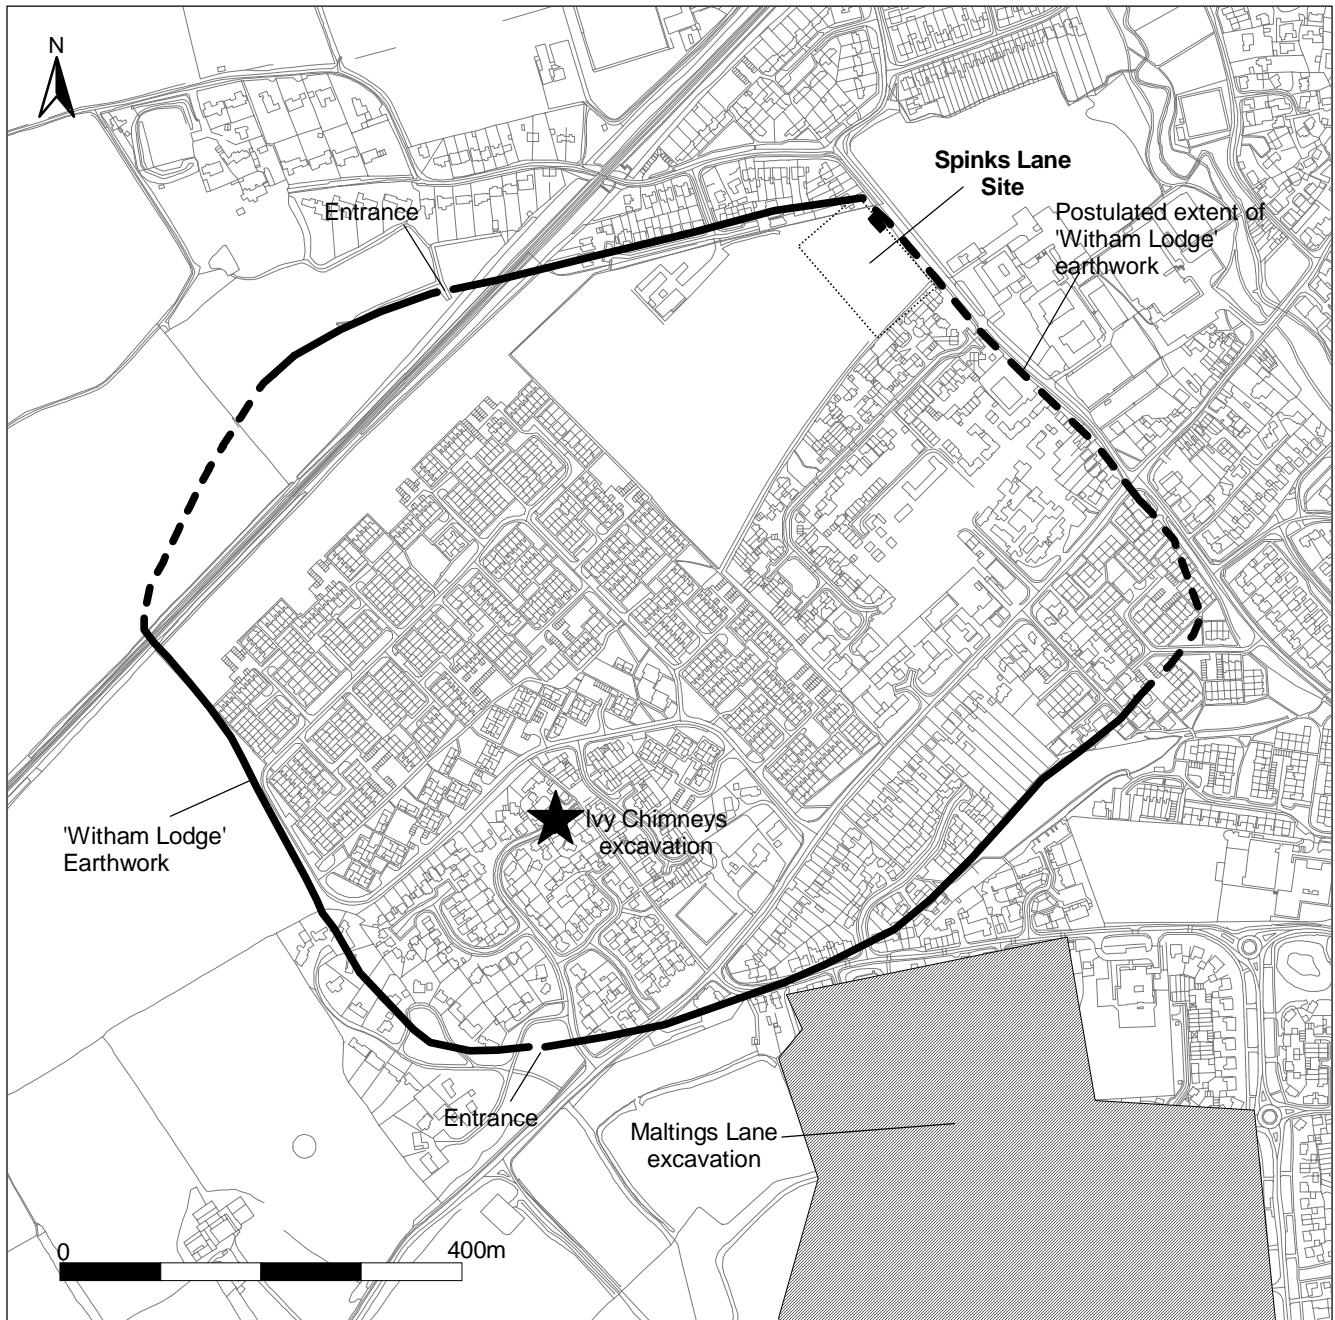 N
Spinks Lane
Site
Entrance
Postulated extent of
'Witham Lodge'
earthwork
'Witham Lodge'
Earthwork
Ivy Chimneys
excavation
Entrance
Maltings Lane
excavation
0
400m